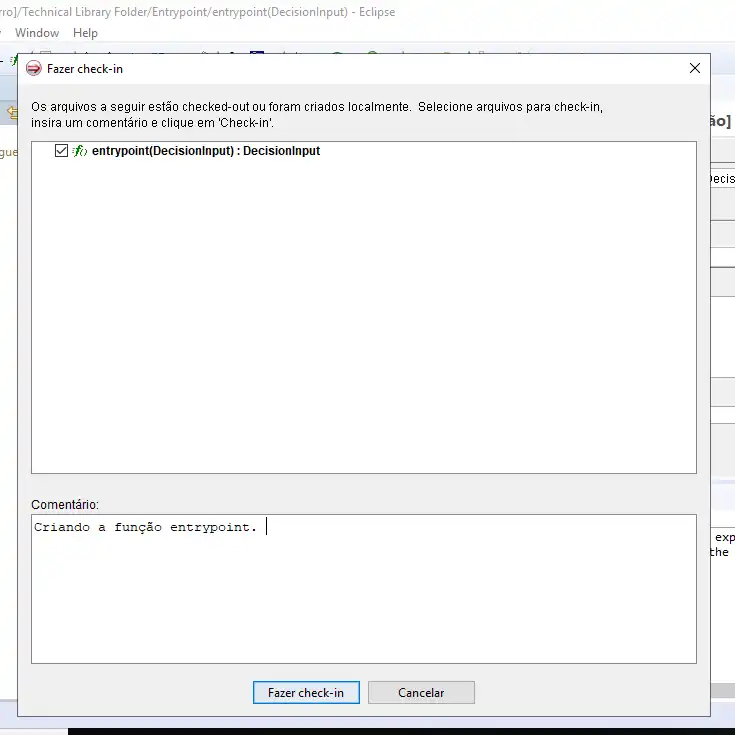 rro]/Technical Library Folder/Entrypoint/entrypoint(DecisionInput) - Eclipse
Window Help
Fazer check-in
Os arquivos a seguir estão checked-out ou foram criados localmente. Selecione arquivos para check-in,
insira um comentário e clique em 'Check-in'.
ão]
gue
entrypoint(DecisionInput) : DecisionInput
Decis
Comentário:
Criando a função entrypoint.
exp
the
Fazer check-in Cancelar